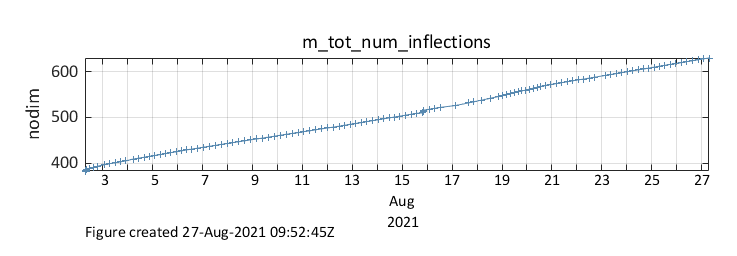 m_tot_num_inflections
600
500
400
nodim
3 5 7 9 11 13 15 17 19 21 23 25 27
Aug
2021
Figure created 27-Aug-2021 09:52:45Z